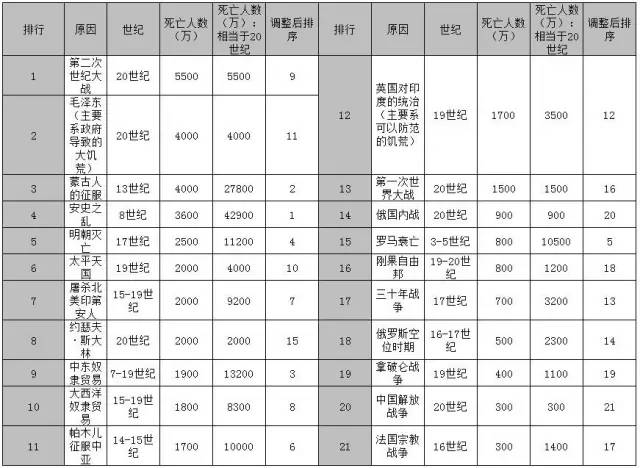 排行
原因
世纪
死亡人数
（万）
死亡人数
（万）：
相当于20
世纪
调整后排
序
1
第二次
世纪大
战
20世纪
5500
5500
9
2
毛泽东
（主要
系政府
导致的
大饥
荒）
20世纪
4000
4000
11
3
蒙古人
的征服
13世纪
4000
27800
2
4
安史之
乱
8世纪
3600
42900
1
5
明朝灭
亡
17世纪
2500
11200
4
6
太平天
国
19世纪
2000
4000
10
7
屠杀北
美印第
安人
15-19世
纪
2000
9200
7
8
约瑟夫
·斯大
林
20世纪
2000
2000
15
9
中东奴
隶贸易
7-19世纪
1900
13200
3
10
大西洋
奴隶贸
易
15-19世
纪
1800
8300
8
11
帕木儿
征服中
亚
14-15世
纪
1700
10000
6
排行
原因
世纪
死亡人数
（万）
死亡人数
（万）：
相当于20
世纪
调整后排
序
12
英国对印
度的统治
（主要系
可以防范
的饥荒）
19世纪
1700
3500
12
13
第一次世
界大战
20世纪
1500
1500
16
14
俄国内战
20世纪
900
900
20
15
罗马衰亡
3-5世纪
800
10500
5
16
刚果自由
邦
19-20世
纪
800
1200
18
17
三十年战
争
17世纪
700
3200
13
18
俄罗斯空
位时期
16-17世
纪
500
2300
14
19
拿破仑战
争
19世纪
400
1100
19
20
中国解放
战争
20世纪
300
300
21
21
法国宗教
战争
16世纪
300
1400
17